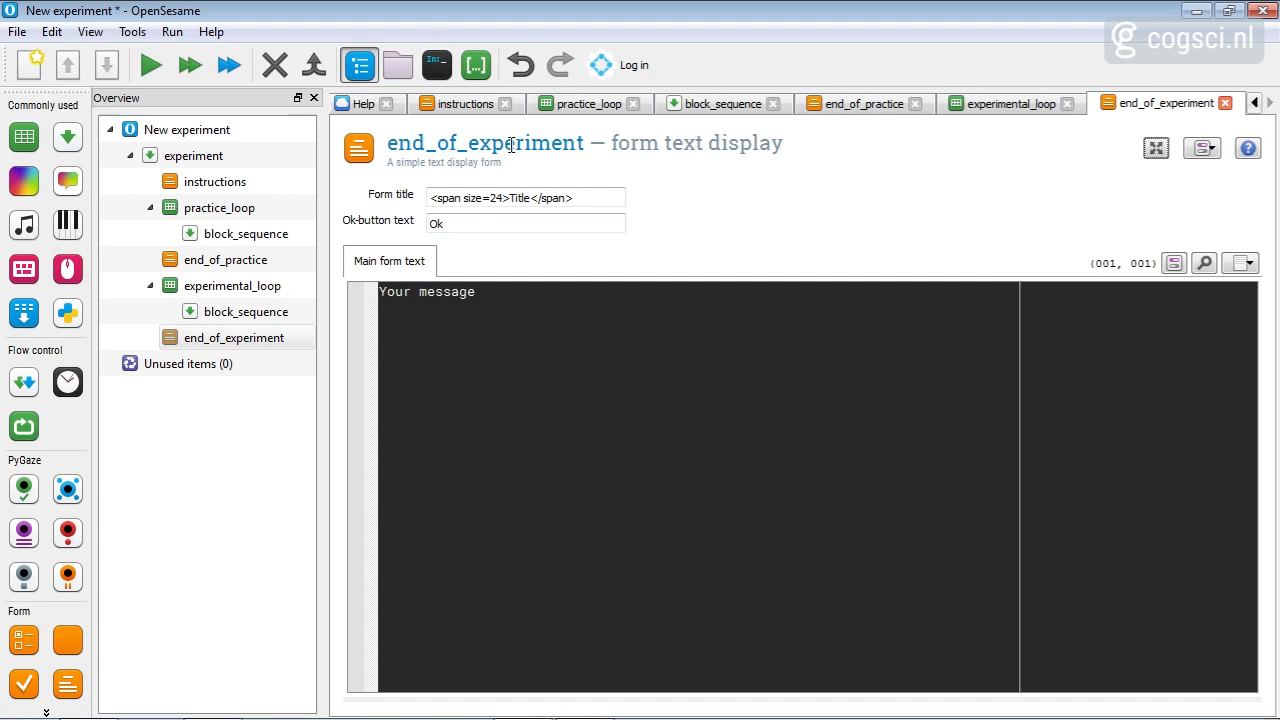 New experiment * - OpenSesame
cogsci.nl
File Edit View Tools Run Help
In:_
[...]
Log in
Commonly used
Overview
Help
instructions
practice_loop
block_sequence
end_of_practice
experimental_loop
end_of_experiment
New experiment
experiment
instructions
practice_loop
block_sequence
end_of_practice
experimental_loop
block_sequence
end_of_experiment
Unused items (0)
end_of_experiment — form text display
A simple text display form
Form title
<span size=24>Title</span>
Ok-button text
Ok
Main form text
(001, 001)
Your message
Flow control
PyGaze
Form